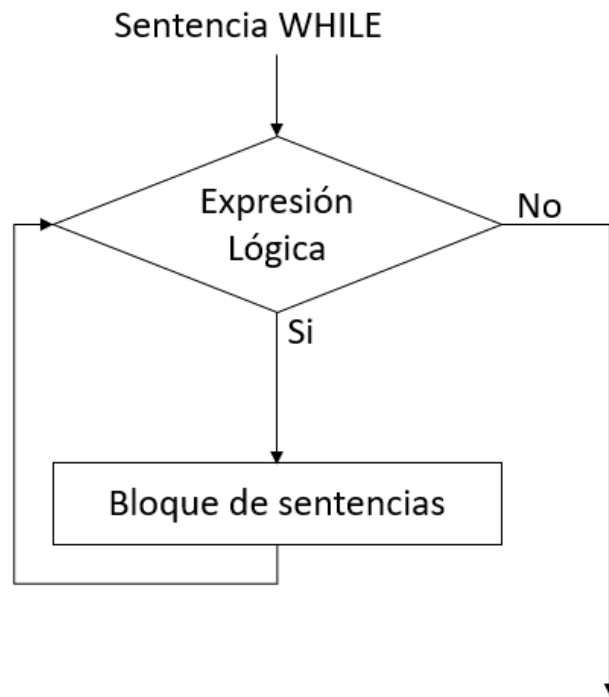 Sentencia WHILE
Expresión
Lógica
No
Si
Bloque de sentencias